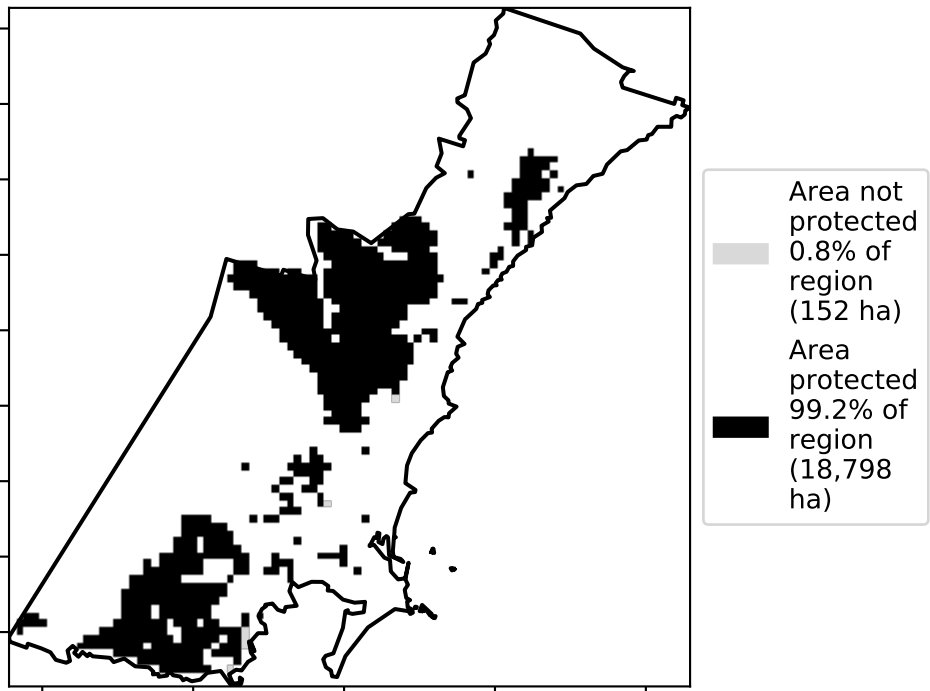 Area not
protected
0.8% of
region
(152 ha)
Area
protected
99.2% of
region
(18,798
ha)